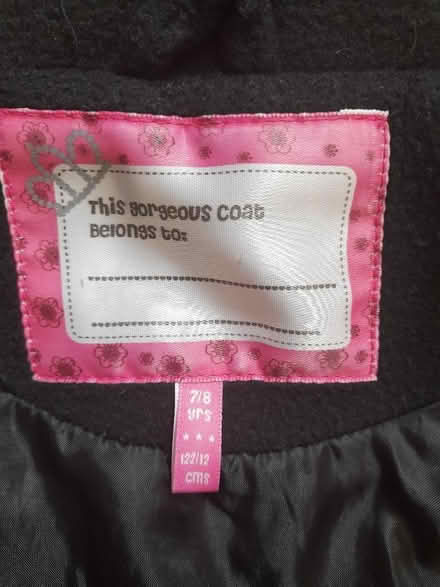 This gorgeous coat
Belongs to:
7/8
yrs
122/12
cms